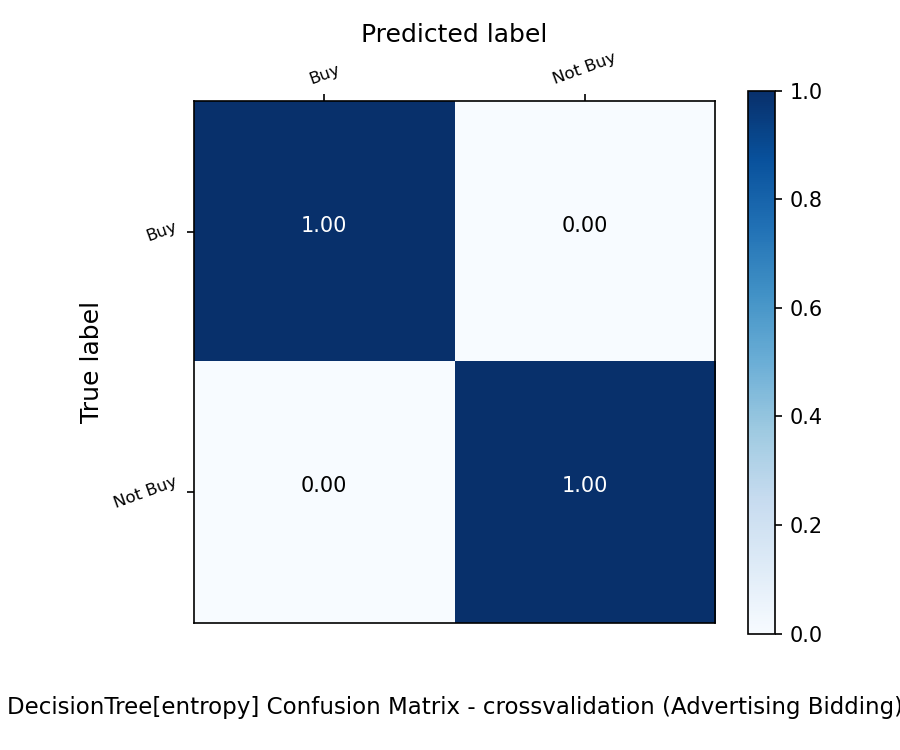 Predicted label
Buy
Not Buy
1.0
0.8
0.6
0.4
0.2
0.0
True label
Buy
1.00
0.00
Not Buy
0.00
1.00
DecisionTree[entropy] Confusion Matrix - crossvalidation (Advertising Bidding)